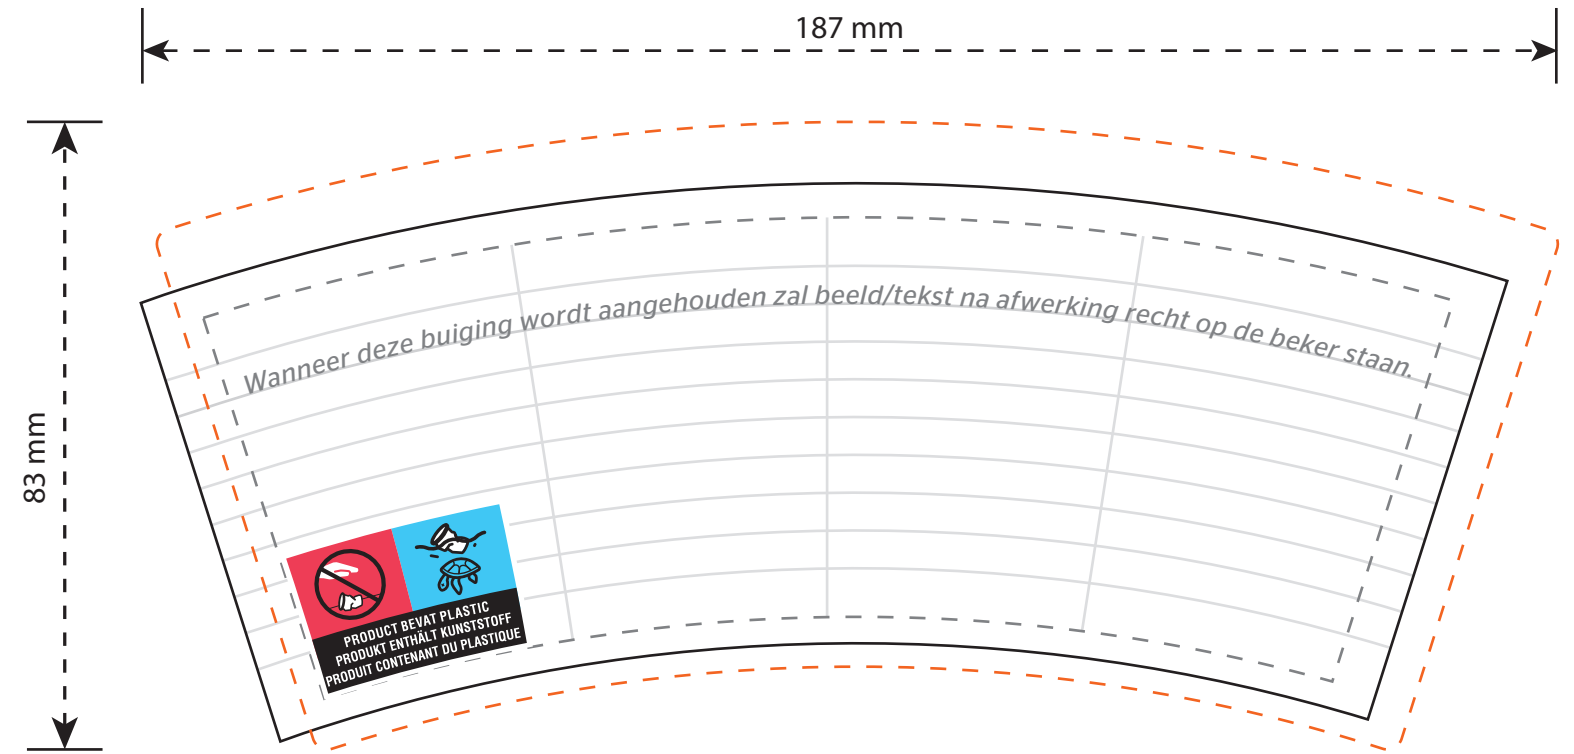 187 mm
83 mm
Wanneer deze buiging wordt aangehouden zal beeld/tekst na afwerking recht op de beker staan.
PRODUCT BEVAT PLASTIC
PRODUKT ENTHÄLT KUNSTSTOFF
PRODUIT CONTENANT DU PLASTIQUE